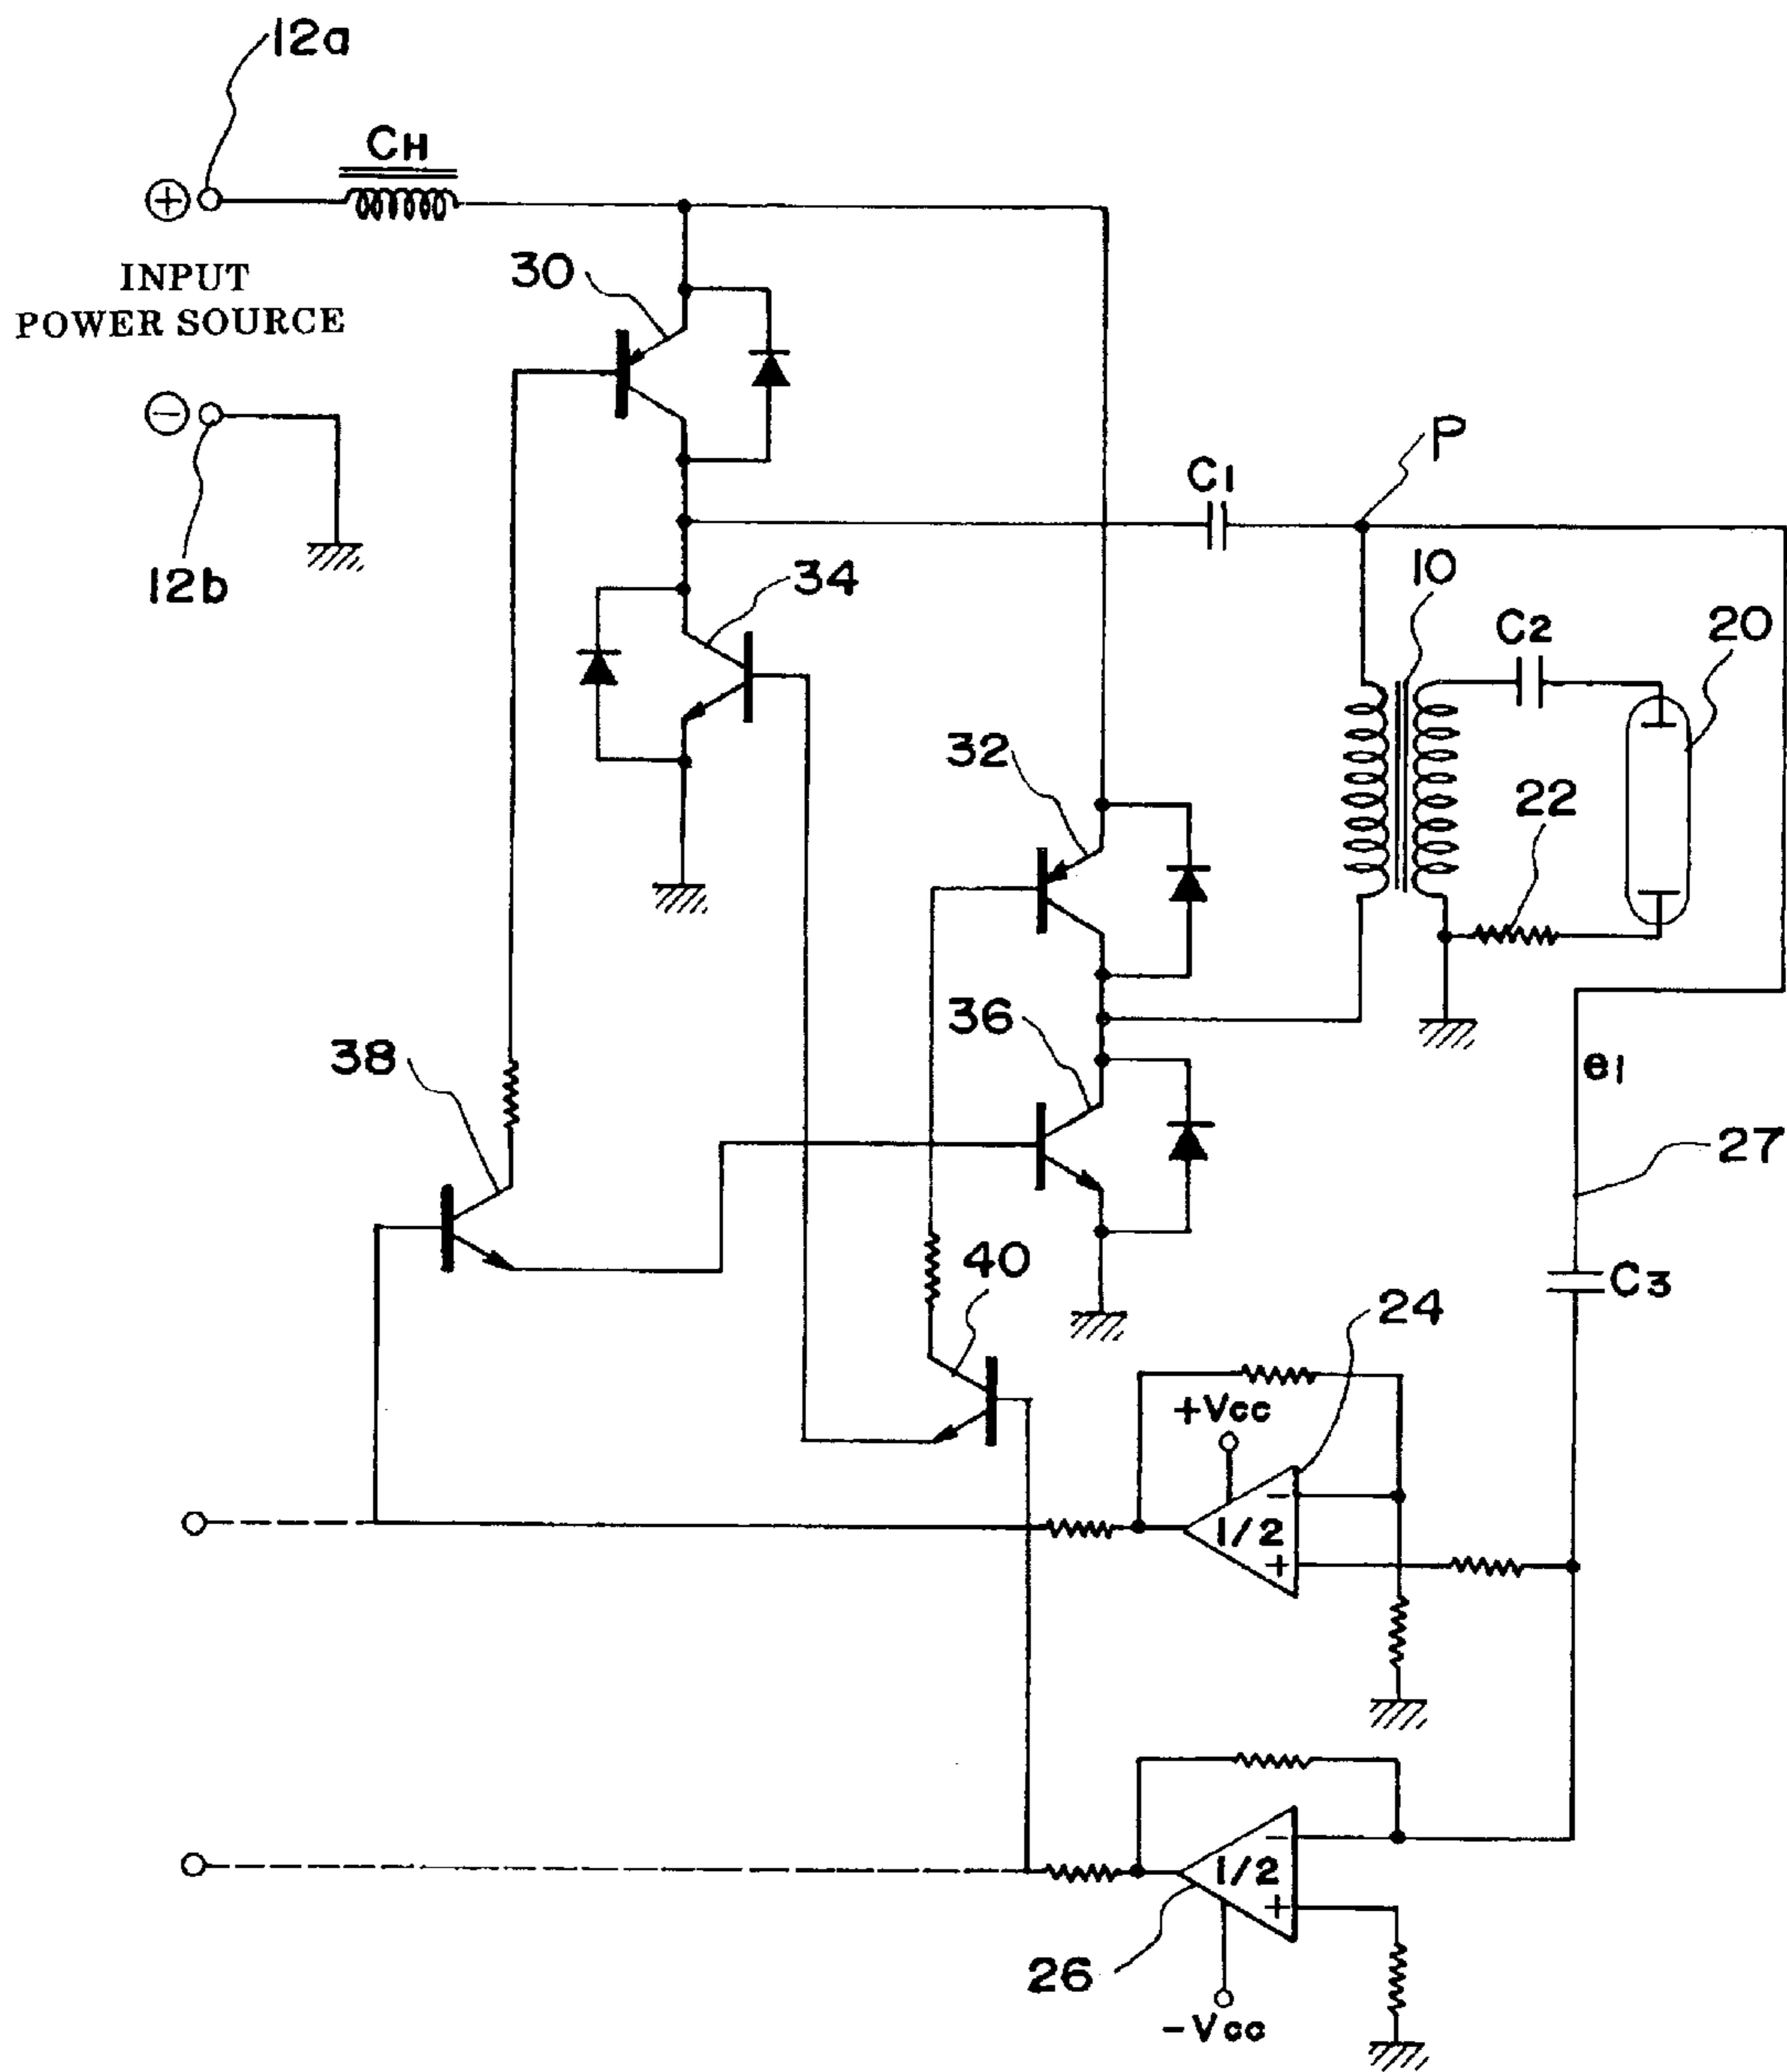 12a
CH
+
INPUT
POWER SOURCE
30
−
P
C1
12b
34
10
C2
20
32
22
36
38
e1
27
40
C3
24
+Vcc
−
1/2
+
−
1/2
+
26
−Vcc